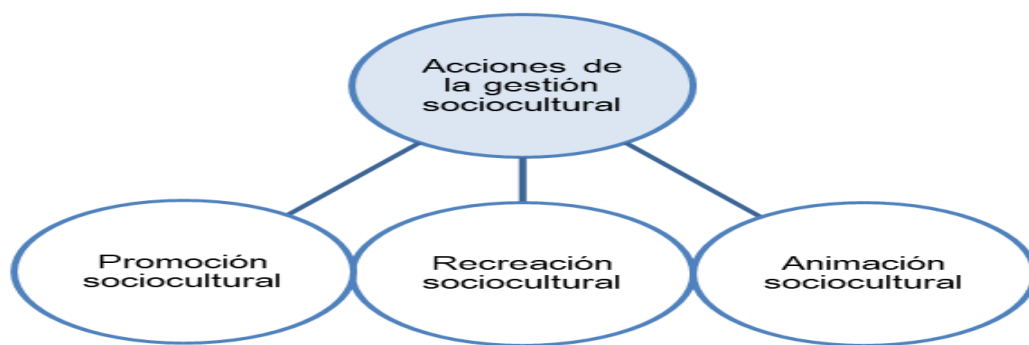 Acciones de
la gestión
sociocultural
Promoción
sociocultural
Recreación
sociocultural
Animación
sociocultural